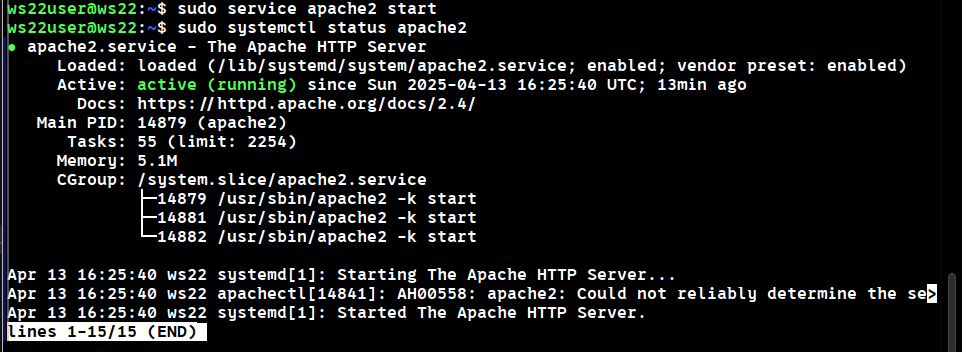 ws22user@ws22:~$ sudo service apache2 start
ws22user@ws22:~$ sudo systemctl status apache2
● apache2.service - The Apache HTTP Server
     Loaded: loaded (/lib/systemd/system/apache2.service; enabled; vendor preset: enabled)
     Active: active (running) since Sun 2025-04-13 16:25:40 UTC; 13min ago
       Docs: https://httpd.apache.org/docs/2.4/
   Main PID: 14879 (apache2)
      Tasks: 55 (limit: 2254)
     Memory: 5.1M
     CGroup: /system.slice/apache2.service
             ├─14879 /usr/sbin/apache2 -k start
             ├─14881 /usr/sbin/apache2 -k start
             └─14882 /usr/sbin/apache2 -k start

Apr 13 16:25:40 ws22 systemd[1]: Starting The Apache HTTP Server...
Apr 13 16:25:40 ws22 apachectl[14841]: AH00558: apache2: Could not reliably determine the se>
Apr 13 16:25:40 ws22 systemd[1]: Started The Apache HTTP Server.
lines 1-15/15 (END)